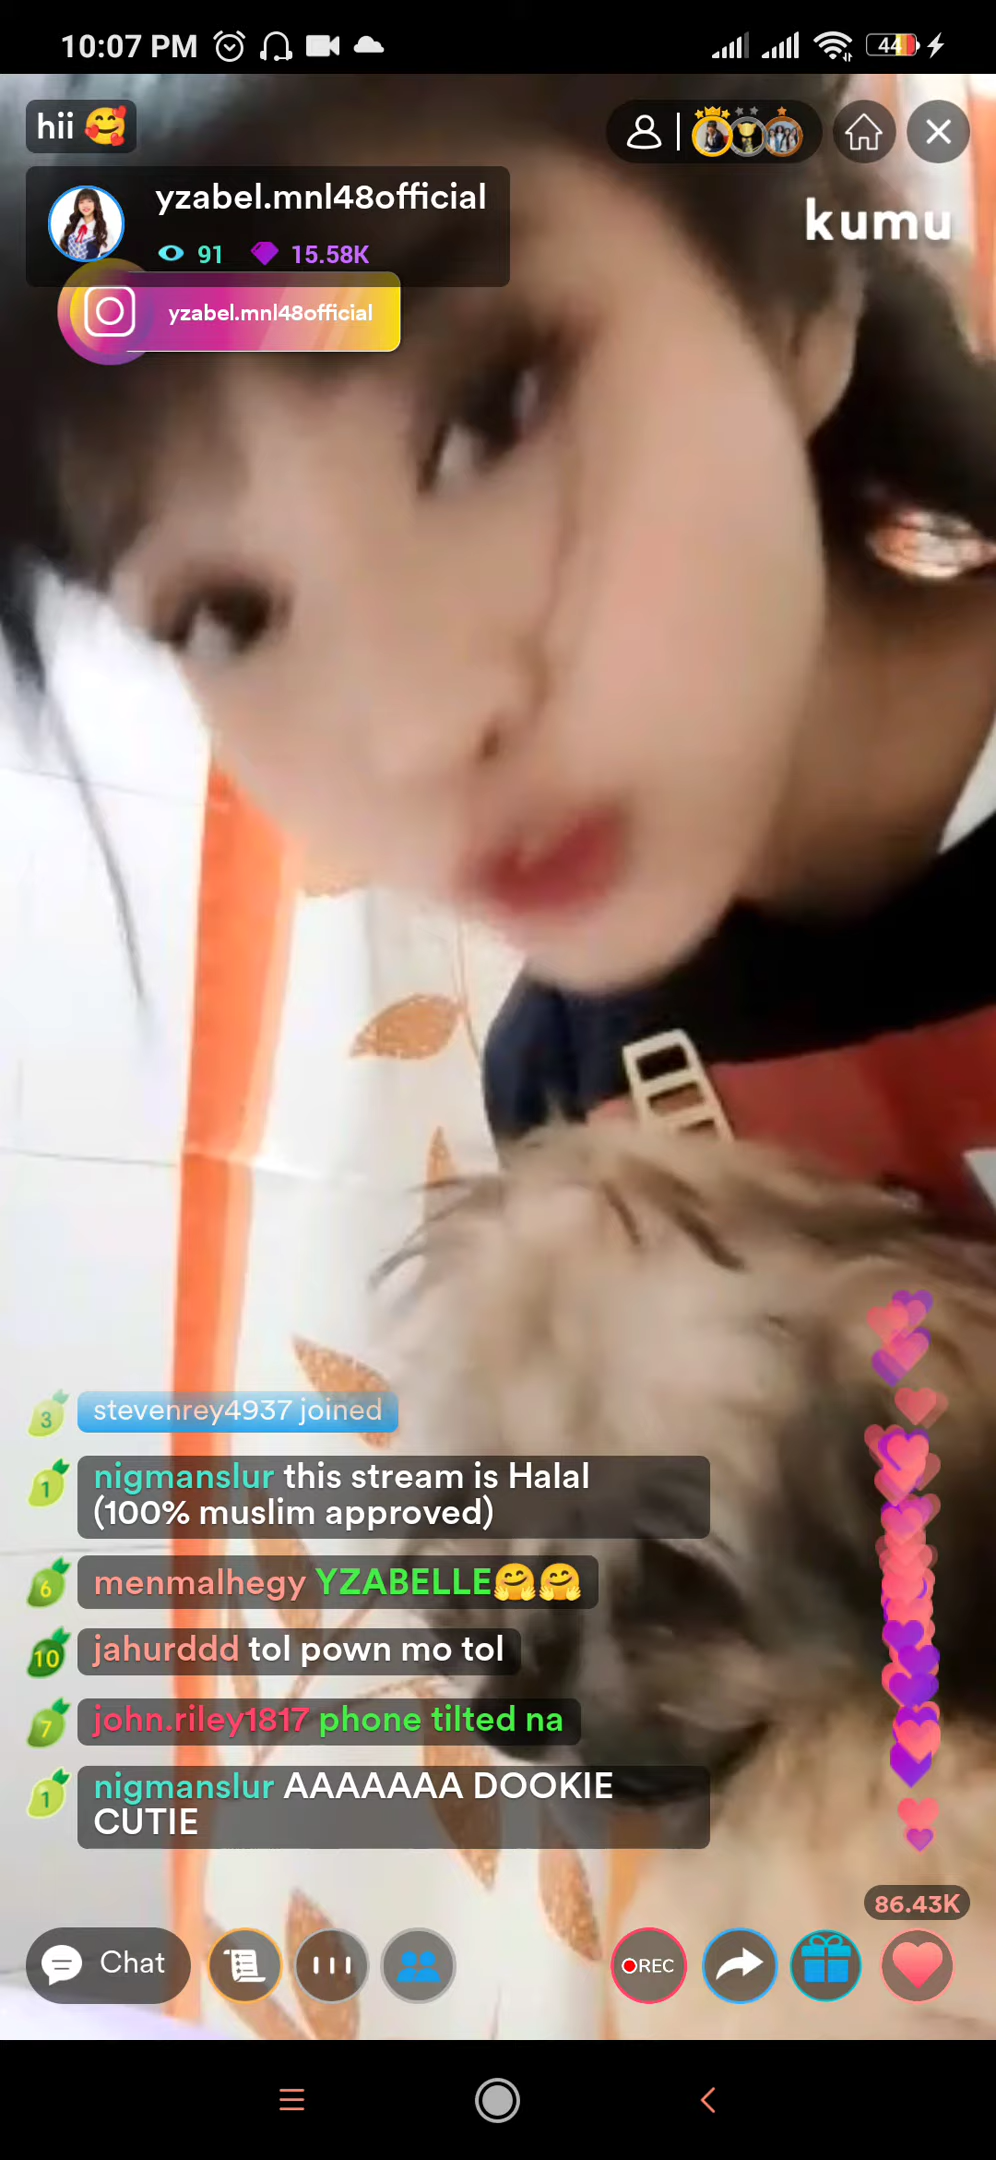 10:07 PM
44
hii 🥰
yzabel.mnl48official
91 15.58K
kumu
yzabel.mnl48official
3 stevenrey4937 joined
1 nigmanslur this stream is Halal
(100% muslim approved)
6 menmalhegy YZABELLE🤗🤗
10 jahurddd tol pown mo tol
7 john.riley1817 phone tilted na
1 nigmanslur AAAAAAA DOOKIE
CUTIE
86.43K
Chat
REC